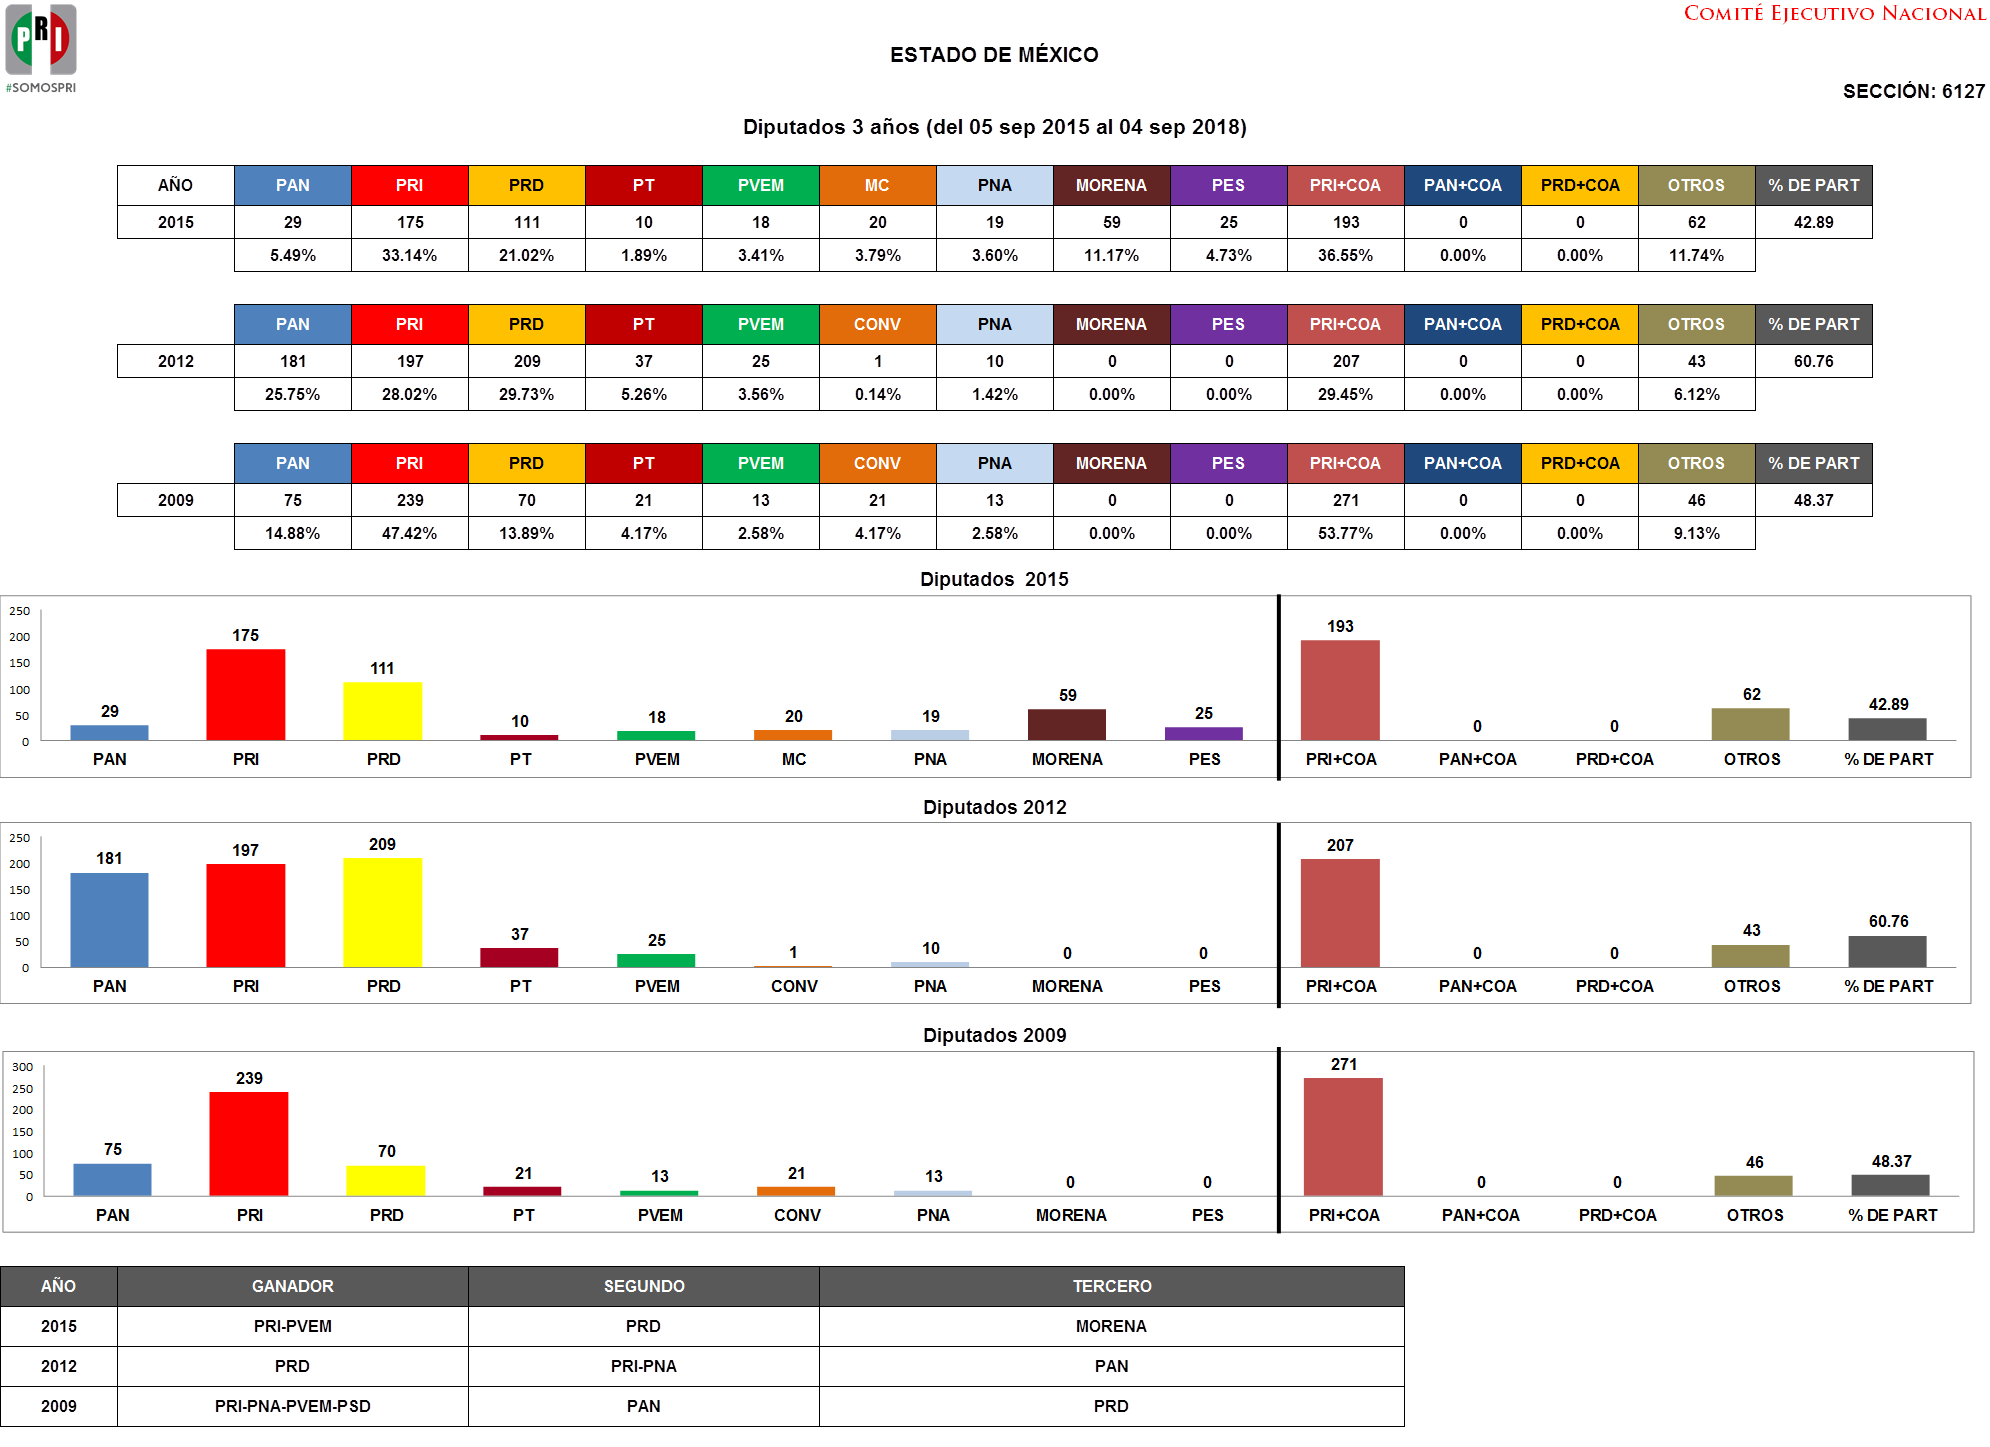 PRI
#SOMOSPRI
COMITÉ EJECUTIVO NACIONAL
ESTADO DE MÉXICO
SECCIÓN: 6127
Diputados 3 años (del 05 sep 2015 al 04 sep 2018)
AÑO PAN PRI PRD PT PVEM MC PNA MORENA PES PRI+COA PAN+COA PRD+COA OTROS % DE PART
2015 29 175 111 10 18 20 19 59 25 193 0 0 62 42.89
5.49% 33.14% 21.02% 1.89% 3.41% 3.79% 3.60% 11.17% 4.73% 36.55% 0.00% 0.00% 11.74%
PAN PRI PRD PT PVEM CONV PNA MORENA PES PRI+COA PAN+COA PRD+COA OTROS % DE PART
2012 181 197 209 37 25 1 10 0 0 207 0 0 43 60.76
25.75% 28.02% 29.73% 5.26% 3.56% 0.14% 1.42% 0.00% 0.00% 29.45% 0.00% 0.00% 6.12%
PAN PRI PRD PT PVEM CONV PNA MORENA PES PRI+COA PAN+COA PRD+COA OTROS % DE PART
2009 75 239 70 21 13 21 13 0 0 271 0 0 46 48.37
14.88% 47.42% 13.89% 4.17% 2.58% 4.17% 2.58% 0.00% 0.00% 53.77% 0.00% 0.00% 9.13%
Diputados 2015
250
200
150
100
50
0
29 175 111 10 18 20 19 59 25 193 0 0 62 42.89
PAN PRI PRD PT PVEM MC PNA MORENA PES PRI+COA PAN+COA PRD+COA OTROS % DE PART
Diputados 2012
250
200
150
100
50
0
181 197 209 37 25 1 10 0 0 207 0 0 43 60.76
PAN PRI PRD PT PVEM CONV PNA MORENA PES PRI+COA PAN+COA PRD+COA OTROS % DE PART
Diputados 2009
300
250
200
150
100
50
0
75 239 70 21 13 21 13 0 0 271 0 0 46 48.37
PAN PRI PRD PT PVEM CONV PNA MORENA PES PRI+COA PAN+COA PRD+COA OTROS % DE PART
AÑO GANADOR SEGUNDO TERCERO
2015 PRI-PVEM PRD MORENA
2012 PRD PRI-PNA PAN
2009 PRI-PNA-PVEM-PSD PAN PRD